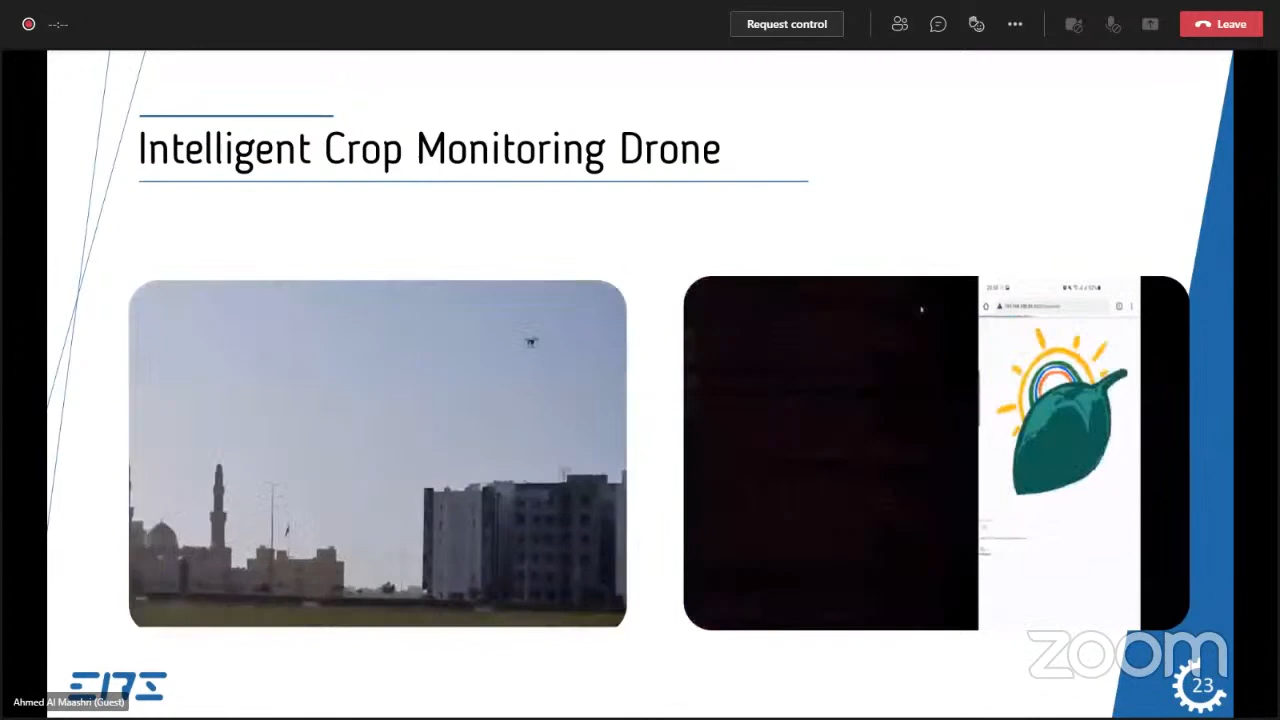 --:--
Request control
Leave
Intelligent Crop Monitoring Drone
zoom
23
Ahmed Al Maashri (Guest)